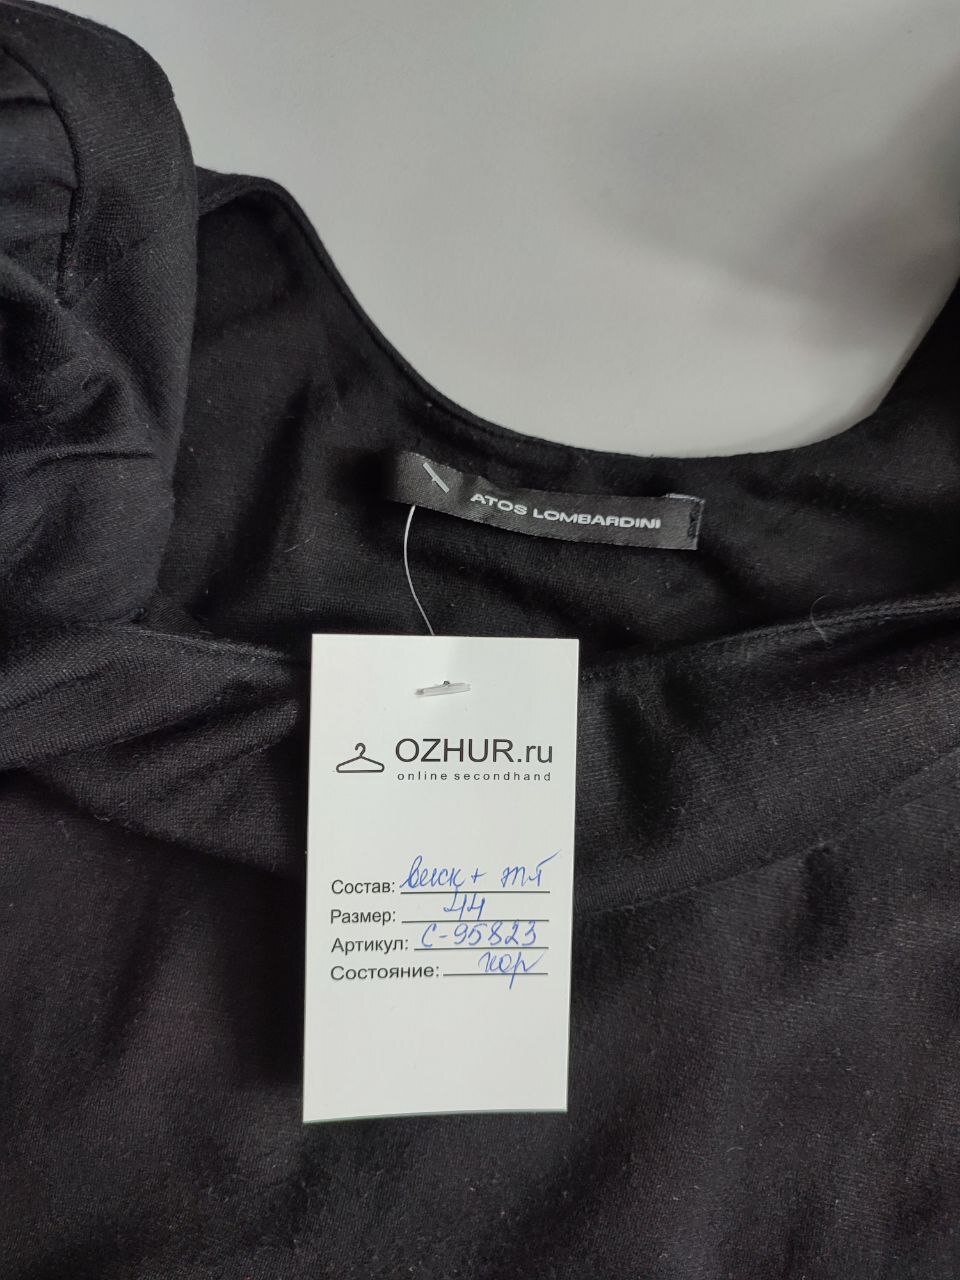 ATOS LOMBARDINI
OZHUR.ru
online secondhand
Состав: виск + эл
Размер: 44
Артикул: С-95823
Состояние: хор